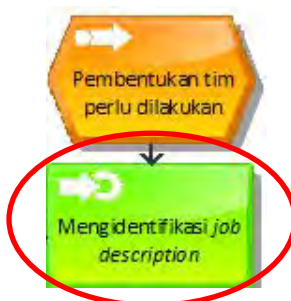 Pembentukan tim
perlu dilakukan
Mengidentifikasi job
description